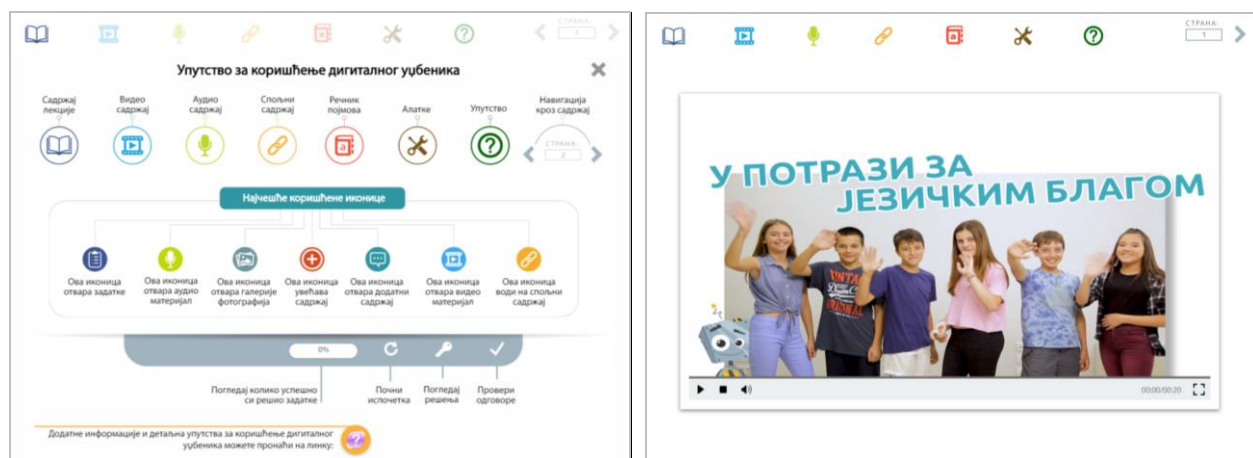 СТРАНА:
Упутство за коришћење дигиталног уџбеника
Садржај
лекције
Видео
садржај
Аудио
садржај
Спољни
садржај
Речник
појмова
Алатке
Упутство
Навигација
кроз садржај
СТРАНА:
2
Најчешће коришћене иконице
Ова иконица
отвара задатке
Ова иконица
отвара аудио
материјал
Ова иконица
отвара галерије
фотографија
Ова иконица
увећава
садржај
Ова иконица
отвара додатни
садржај
Ова иконица
отвара видео
материјал
Ова иконица
води на спољни
садржај
0%
Погледај колико успешно
си решио задатке
Почни
испочетка
Погледај
решења
Провери
одговоре
Додатне информације и детаљна упутства за коришћење дигиталног
уџбеника можете пронаћи на линку:
СТРАНА:
1
У ПОТРАЗИ ЗА
ЈЕЗИЧКИМ БЛАГОМ
00:00/00:20